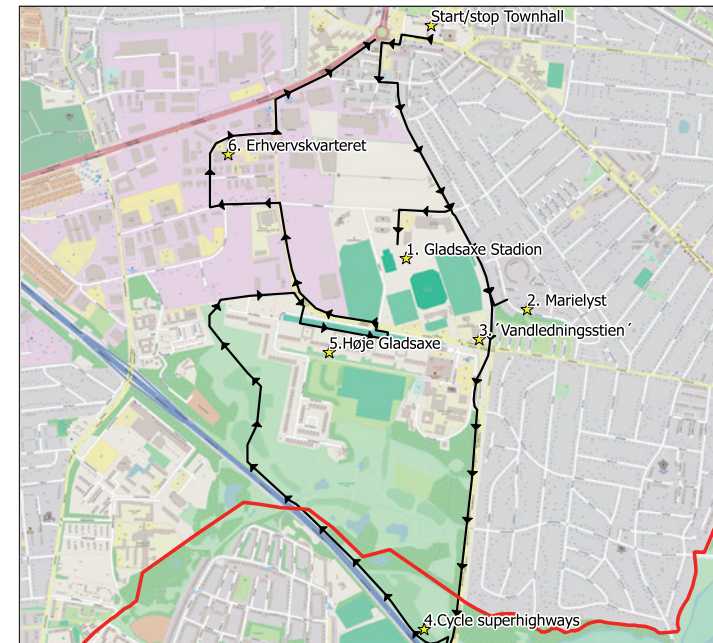 Start/stop Townhall
6. Erhvervskvarteret
1. Gladsaxe Stadion
2. Marielyst
3.´Vandledningsstien´
5.Høje Gladsaxe
4.Cycle superhighways